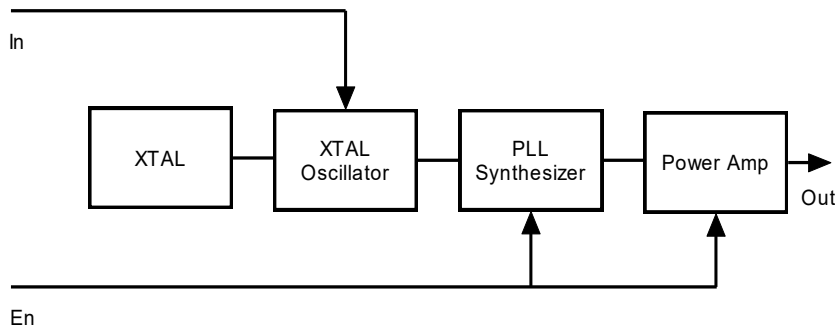 In
XTAL
XTAL
Oscillator
PLL
Synthesizer
Power Amp
Out
En